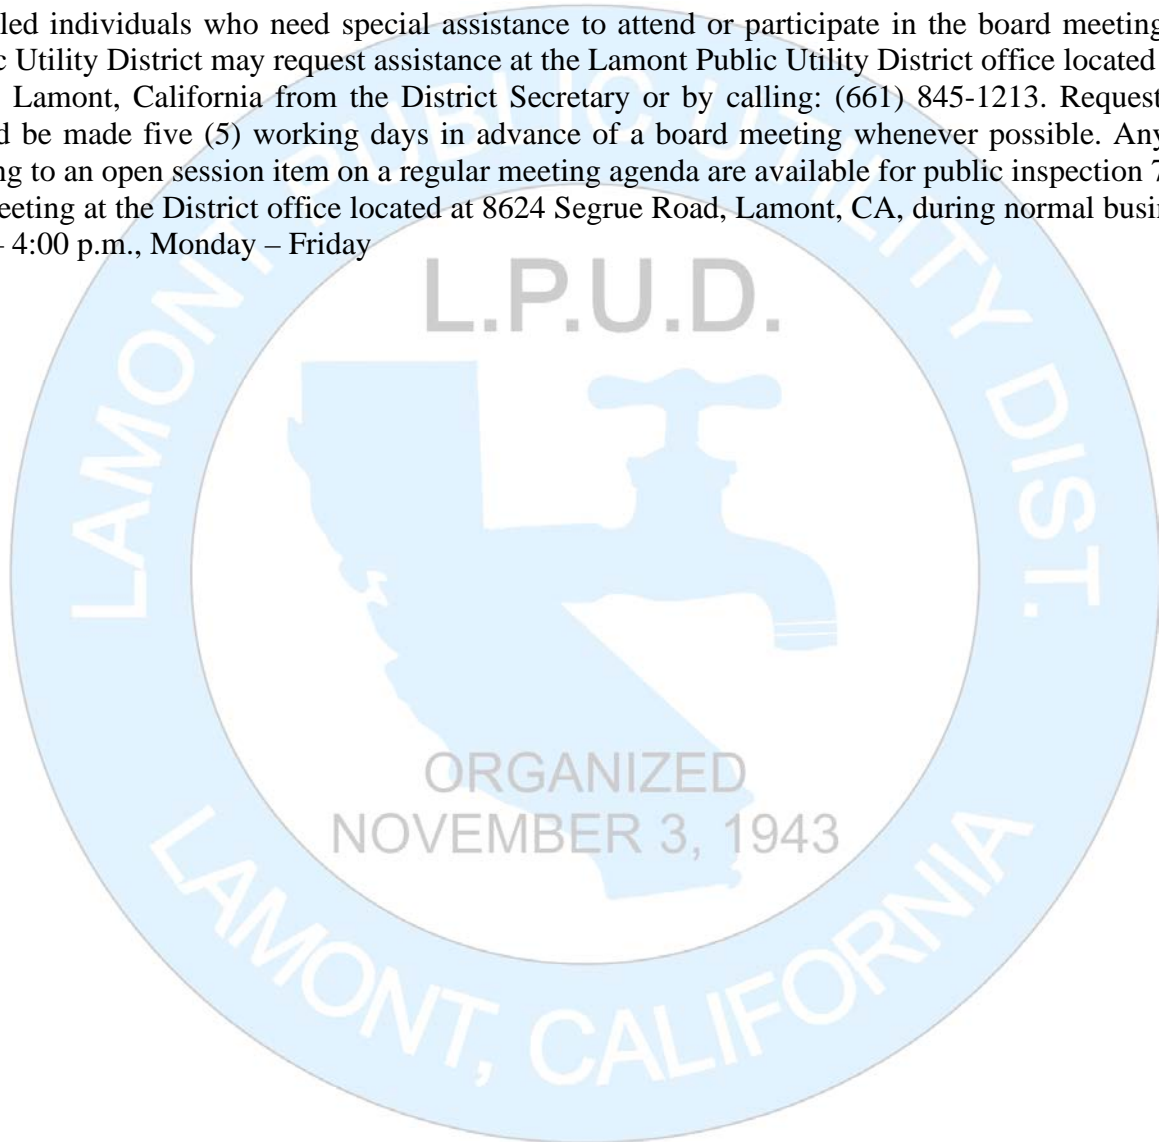 led individuals who need special assistance to attend or participate in the board meeting
c Utility District may request assistance at the Lamont Public Utility District office located
Lamont, California from the District Secretary or by calling: (661) 845-1213. Request
d be made five (5) working days in advance of a board meeting whenever possible. Any
ng to an open session item on a regular meeting agenda are available for public inspection 7
eeting at the District office located at 8624 Segrue Road, Lamont, CA, during normal busi
– 4:00 p.m., Monday – Friday
LAMONT PUBLIC UTILITY DIST.
L.P.U.D.
ORGANIZED
NOVEMBER 3, 1943
LAMONT, CALIFORNIA